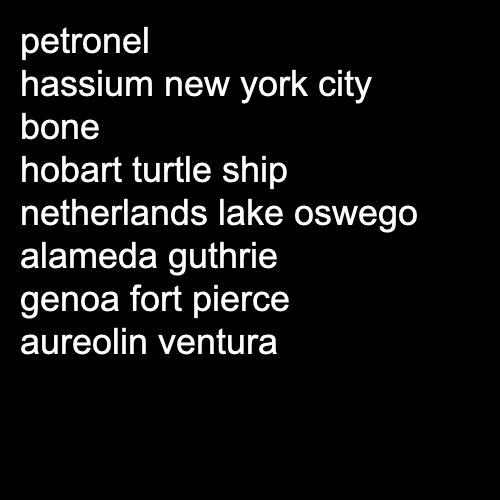 petronel
hassium new york city
bone
hobart turtle ship
netherlands lake oswego
alameda guthrie
genoa fort pierce
aureolin ventura